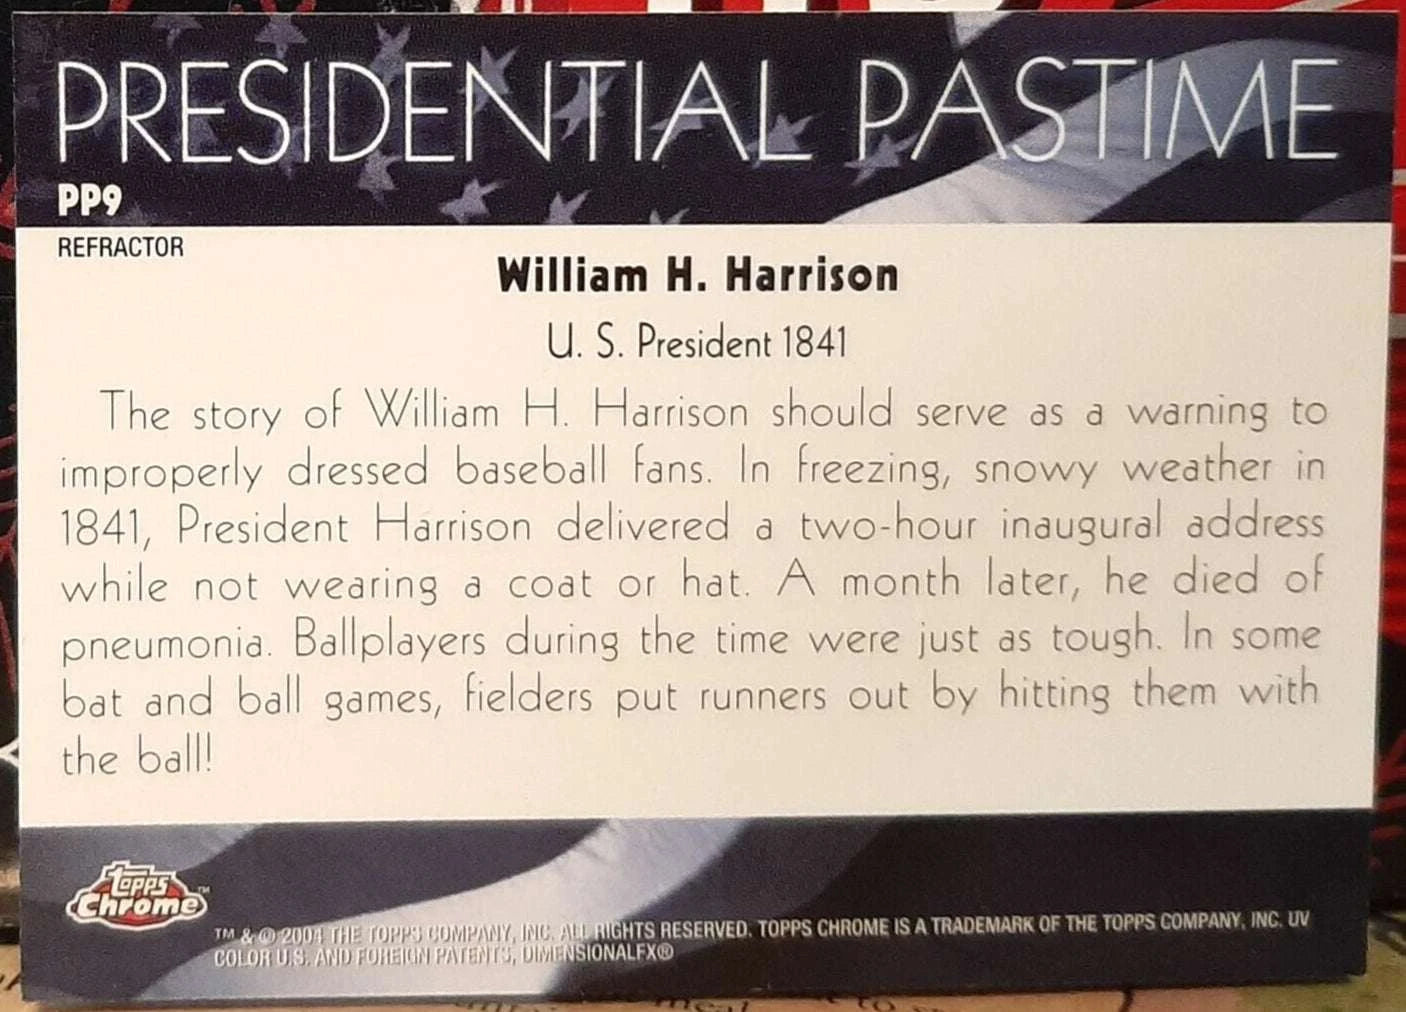 PRESIDENTIAL PASTIME
PP9
REFRACTOR
William H. Harrison
U. S. President 1841
The story of William H. Harrison should serve as a warning to
improperly dressed baseball fans. In freezing, snowy weather in
1841, President Harrison delivered a two-hour inaugural address
while not wearing a coat or hat. A month later, he died of
pneumonia. Ballplayers during the time were just as tough. In some
bat and ball games, fielders put runners out by hitting them with
the ball!
Topps
Chrome™
TM & © 2004 THE TOPPS COMPANY, INC. ALL RIGHTS RESERVED. TOPPS CHROME IS A TRADEMARK OF THE TOPPS COMPANY, INC. UV
COLOR U.S. AND FOREIGN PATENTS, DIMENSIONALFX®